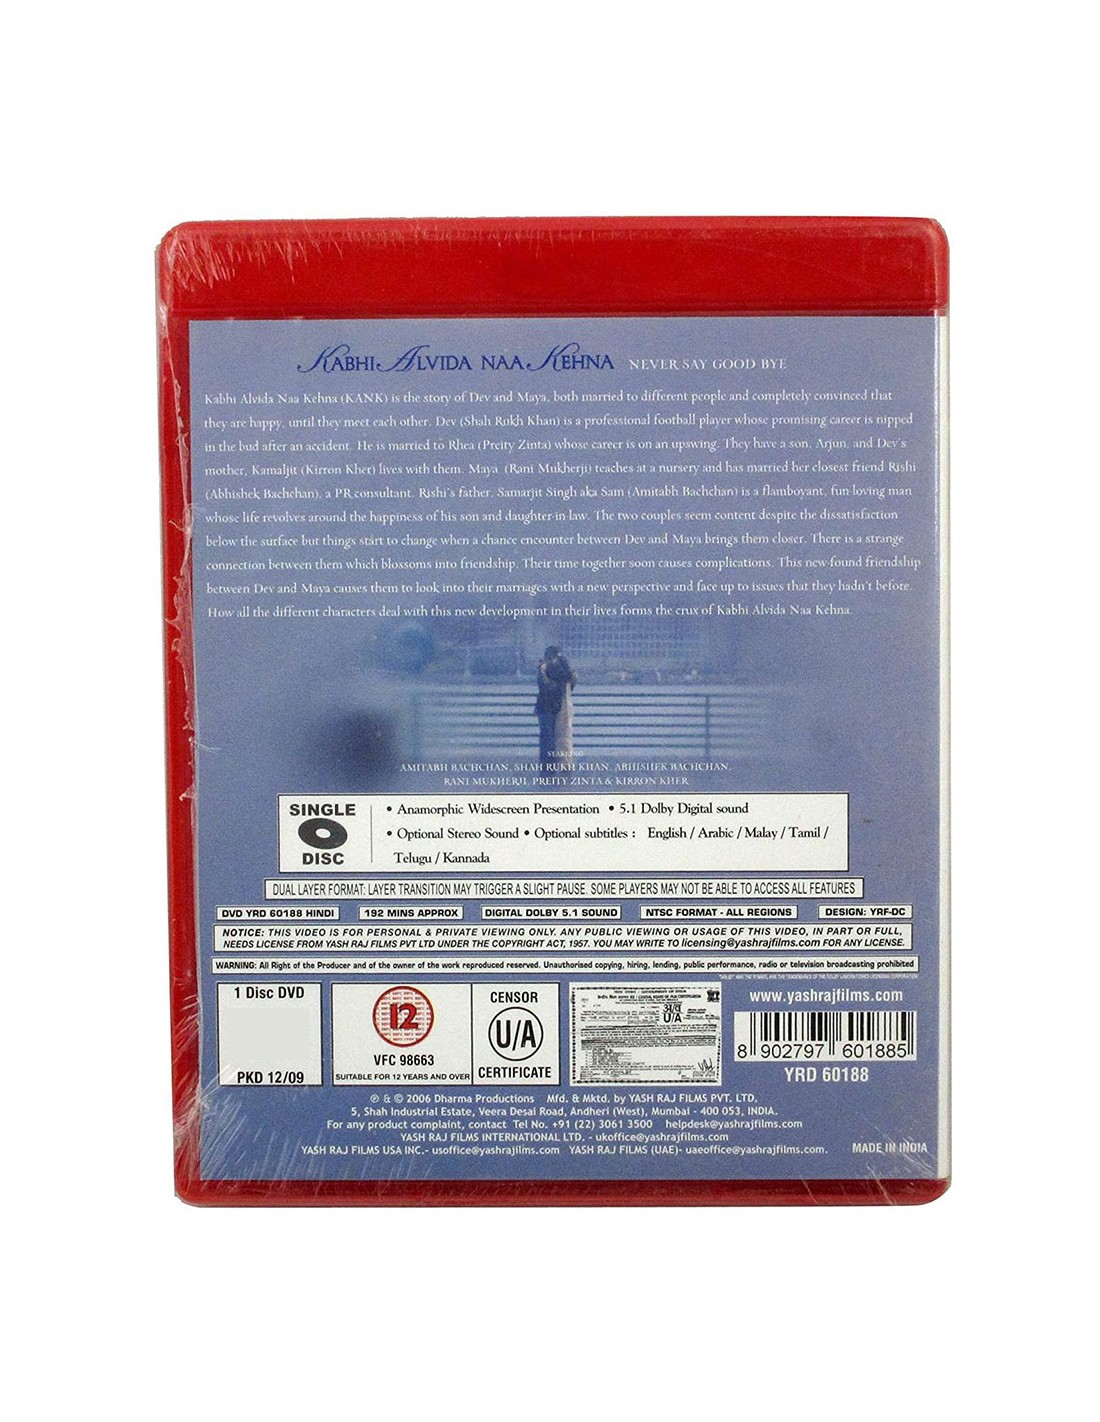 KABHI ALVIDA NAA KEHNA NEVER SAY GOOD BYE
Kabhi Alvida Naa Kehna (KANK) is the story of Dev and Maya, both married to different people and completely convinced that
they are happy, until they meet each other. Dev (Shah Rukh Khan) is a professional football player whose promising career is nipped
in the bud after an accident. He is married to Rhea (Preity Zinta) whose career is on an upswing. They have a son, Arjun, and Dev's
mother, Kamaljit (Kirron Kher) lives with them. Maya (Rani Mukherji) teaches at a nursery and has married her closest friend Rishi
(Abhishek Bachchan), a PR consultant. Rishi's father, Samarjit Singh aka Sam (Amitabh Bachchan) is a flamboyant, fun-loving man
whose life revolves around the happiness of his son and daughter-in-law. The two couples seem content despite the dissatisfaction
below the surface but things start to change when a chance encounter between Dev and Maya brings them closer. There is a strange
connection between them which blossoms into friendship. Their time together soon causes complications. This new-found friendship
between Dev and Maya causes them to look into their marriages with a new perspective and face up to issues that they hadn't before.
How all the different characters deal with this new development in their lives forms the crux of Kabhi Alvida Naa Kehna.
STARRING
AMITABH BACHCHAN, SHAH RUKH KHAN, ABHISHEK BACHCHAN,
RANI MUKHERJI, PREITY ZINTA & KIRRON KHER
SINGLE DISC
• Anamorphic Widescreen Presentation • 5.1 Dolby Digital sound
• Optional Stereo Sound • Optional subtitles : English / Arabic / Malay / Tamil /
Telugu / Kannada
DUAL LAYER FORMAT: LAYER TRANSITION MAY TRIGGER A SLIGHT PAUSE. SOME PLAYERS MAY NOT BE ABLE TO ACCESS ALL FEATURES
DVD YRD 60188 HINDI 192 MINS APPROX DIGITAL DOLBY 5.1 SOUND NTSC FORMAT - ALL REGIONS DESIGN: YRF-DC
NOTICE: THIS VIDEO IS FOR PERSONAL & PRIVATE VIEWING ONLY. ANY PUBLIC VIEWING OR USAGE OF THIS VIDEO, IN PART OR FULL,
NEEDS LICENSE FROM YASH RAJ FILMS PVT LTD UNDER THE COPYRIGHT ACT, 1957. YOU MAY WRITE TO licensing@yashrajfilms.com FOR ANY LICENSE.
WARNING: All Right of the Producer and of the owner of the work reproduced reserved. Unauthorised copying, hiring, lending, public performance, radio or television broadcasting prohibited
1 Disc DVD
PKD 12/09
12
VFC 98663
SUITABLE FOR 12 YEARS AND OVER
CENSOR
U/A
CERTIFICATE
अ/व
U/A
www.yashrajfilms.com
8 902797 601885
YRD 60188
℗ & © 2006 Dharma Productions Mfd. & Mktd. by YASH RAJ FILMS PVT. LTD.
5, Shah Industrial Estate, Veera Desai Road, Andheri (West), Mumbai - 400 053, INDIA.
For any product complaint, contact Tel No. +91 (22) 3061 3500 helpdesk@yashrajfilms.com
YASH RAJ FILMS INTERNATIONAL LTD. - ukoffice@yashrajfilms.com
YASH RAJ FILMS USA INC.- usoffice@yashrajfilms.com YASH RAJ FILMS (UAE)- uaeoffice@yashrajfilms.com.
MADE IN INDIA